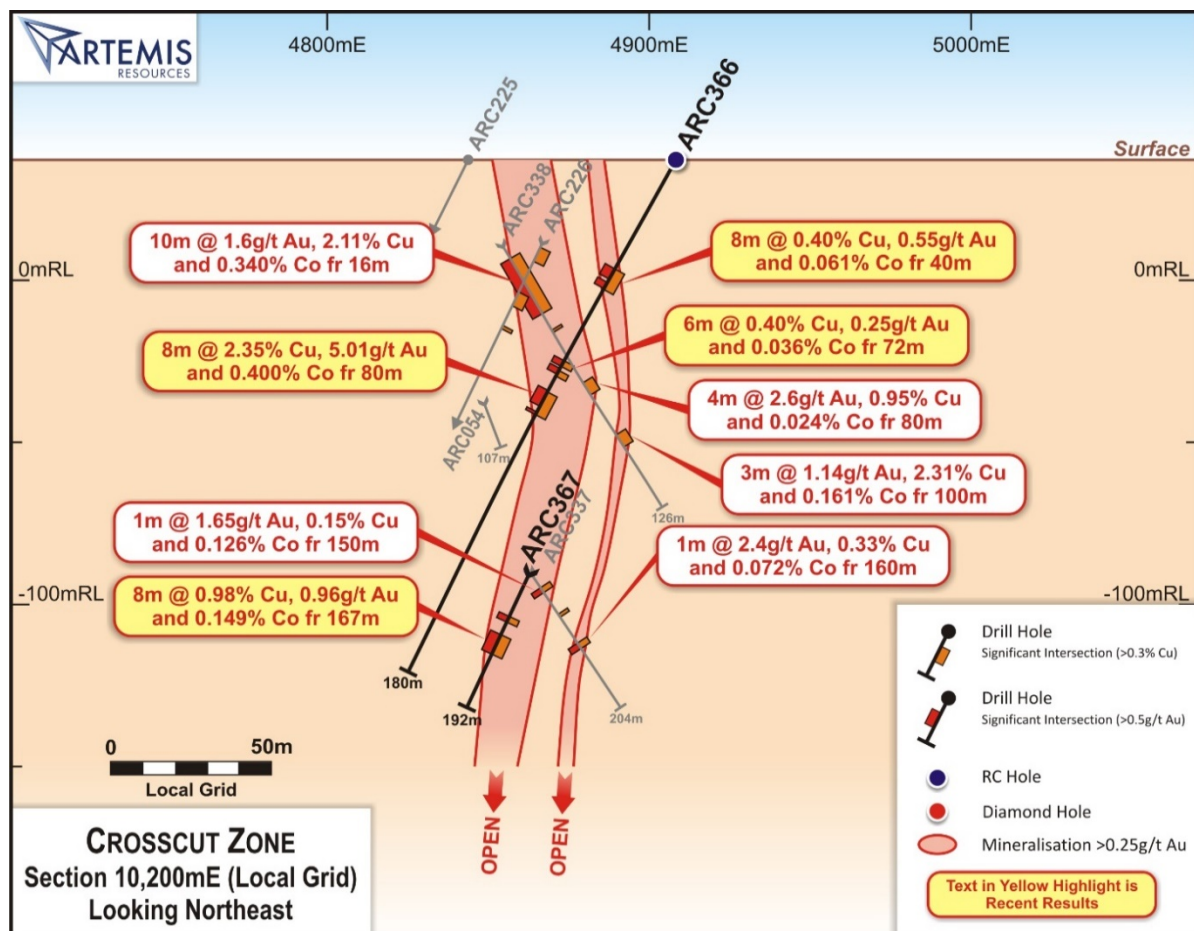 ARTEMIS
RESOURCES
4800mE
4900mE
5000mE
ARC225
ARC366
Surface
ARC338
ARC226
10m @ 1.6g/t Au, 2.11% Cu
and 0.340% Co fr 16m
8m @ 0.40% Cu, 0.55g/t Au
and 0.061% Co fr 40m
0mRL
0mRL
6m @ 0.40% Cu, 0.25g/t Au
and 0.036% Co fr 72m
8m @ 2.35% Cu, 5.01g/t Au
and 0.400% Co fr 80m
4m @ 2.6g/t Au, 0.95% Cu
and 0.024% Co fr 80m
ARC054
107m
3m @ 1.14g/t Au, 2.31% Cu
and 0.161% Co fr 100m
126m
ARC367
ARC337
1m @ 1.65g/t Au, 0.15% Cu
and 0.126% Co fr 150m
1m @ 2.4g/t Au, 0.33% Cu
and 0.072% Co fr 160m
8m @ 0.98% Cu, 0.96g/t Au
and 0.149% Co fr 167m
-100mRL
-100mRL
180m
192m
204m
0
50m
Local Grid
OPEN
OPEN
CROSSCUT ZONE
Section 10,200mE (Local Grid)
Looking Northeast
Drill Hole
Significant Intersection (>0.3% Cu)
Drill Hole
Significant Intersection (>0.5g/t Au)
RC Hole
Diamond Hole
Mineralisation >0.25g/t Au
Text in Yellow Highlight is
Recent Results